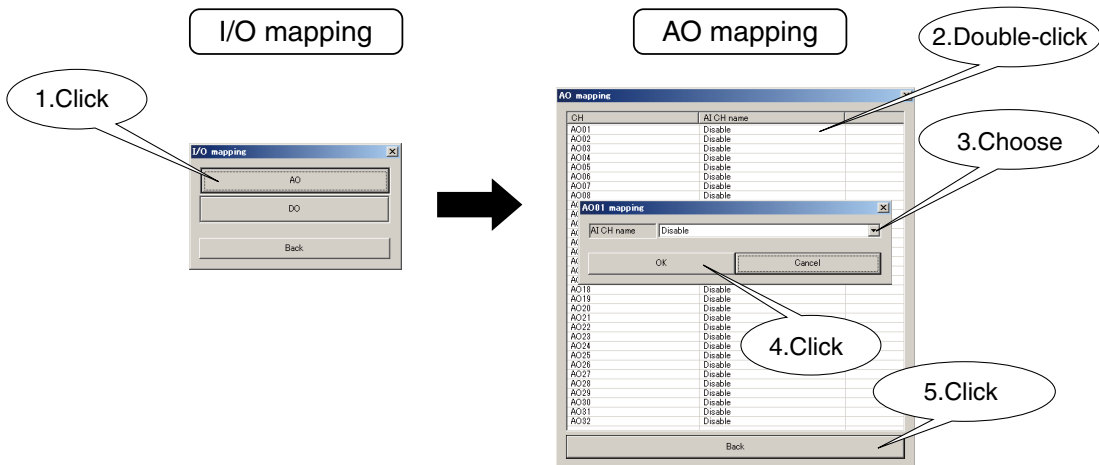 I/O mapping
AO mapping
2.Double-click
1.Click
3.Choose
I/O mapping
AO
DO
Back
AO mapping
CH AI CH name
AO01 Disable
AO02 Disable
AO03 Disable
AO04 Disable
AO05 Disable
AO06 Disable
AO07 Disable
AO08 Disable
AO01 mapping
AI CH name Disable
OK Cancel
AO18 Disable
AO19 Disable
AO20 Disable
AO21 Disable
AO22 Disable
AO23 Disable
AO24 Disable
AO25 Disable
AO26 Disable
AO27 Disable
AO28 Disable
AO29 Disable
AO30 Disable
AO31 Disable
AO32 Disable
4.Click
5.Click
Back